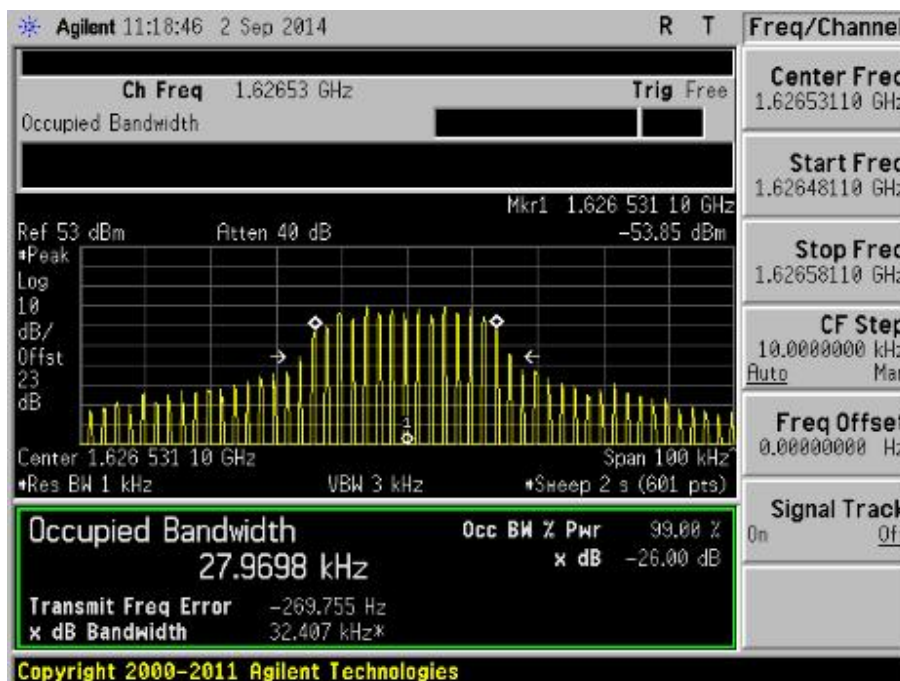 Agilent 11:18:46 2 Sep 2014 R T
Freq/Channel
Ch Freq 1.62653 GHz Trig Free
Occupied Bandwidth
Center Freq
1.62653110 GHz
Start Freq
1.62648110 GHz
Stop Freq
1.62658110 GHz
CF Step
10.0000000 kHz
Auto Man
Freq Offset
0.00000000 Hz
Signal Track
On Off
Mkr1 1.626 531 10 GHz
Ref 53 dBm Atten 40 dB -53.85 dBm
*Peak
Log
10
dB/
Offst
23
dB
1
Center 1.626 531 10 GHz Span 100 kHz^
*Res BW 1 kHz VBW 3 kHz *Sweep 2 s (601 pts)
Occupied Bandwidth Occ BW % Pwr 99.00 %
27.9698 kHz x dB -26.00 dB
Transmit Freq Error -269.755 Hz
x dB Bandwidth 32.407 kHz*
Copyright 2000-2011 Agilent Technologies